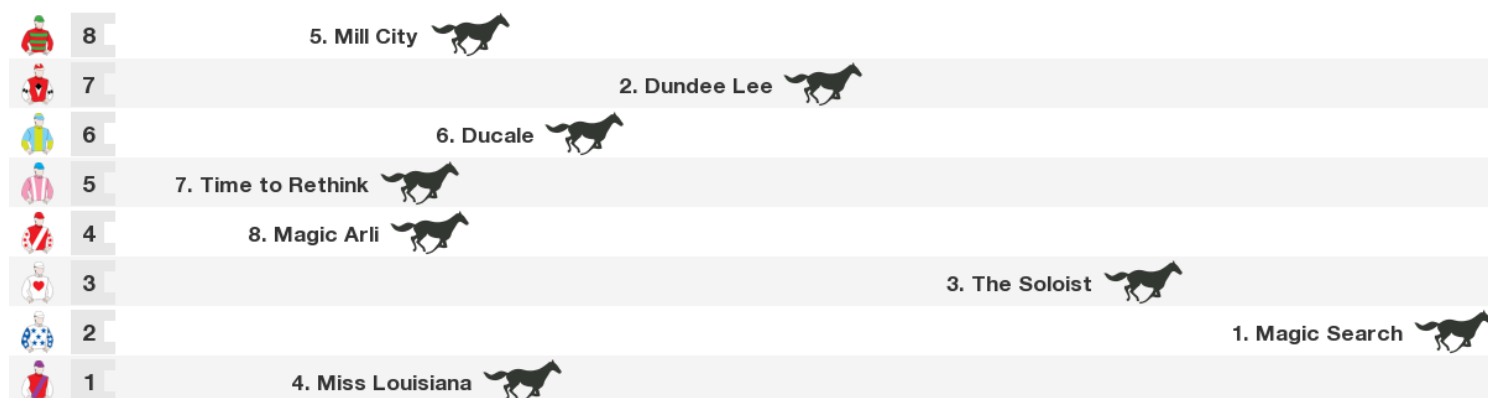 8 5. Mill City
7 2. Dundee Lee
6 6. Ducale
5 7. Time to Rethink
4 8. Magic Arli
3 3. The Soloist
2 1. Magic Search
1 4. Miss Louisiana